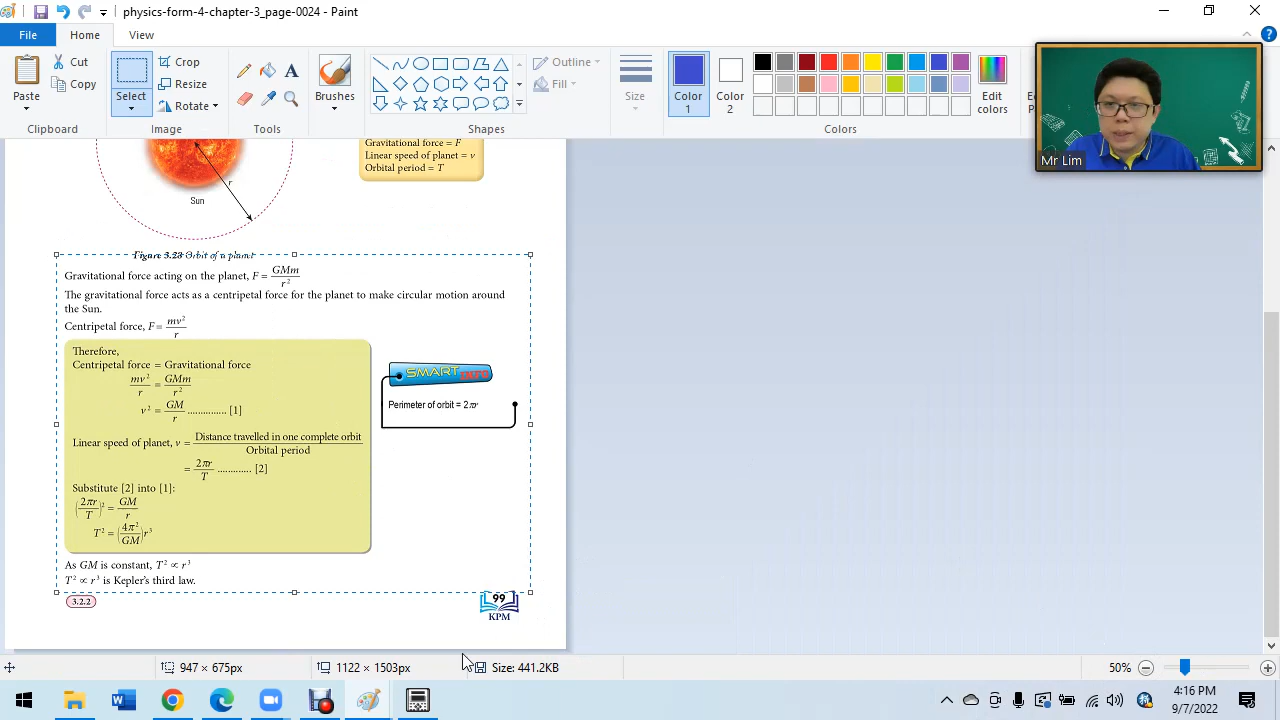 physics-form-4-chapter-3_page-0024 - Paint
File
Home
View
Paste
Cut
Copy
Clipboard
Select
Crop
Resize
Rotate
Image
Tools
Brushes
Shapes
Outline
Fill
Size
Color 1
Color 2
Edit colors
Colors
Mr Lim
Gravitational force = F
Linear speed of planet = v
Orbital period = T
r
Sun
Figure 3.28 Orbit of a planet
Gravitational force acting on the planet, F = GMm / r²
The gravitational force acts as a centripetal force for the planet to make circular motion around
the Sun.
Centripetal force, F = mv² / r
Therefore,
Centripetal force = Gravitational force
mv² / r = GMm / r²
v² = GM / r ............... [1]
Linear speed of planet, v = Distance travelled in one complete orbit / Orbital period
= 2πr / T ............. [2]
Substitute [2] into [1]:
(2πr / T)² = GM / r
T² = (4π² / GM) r³
SMART INFO
Perimeter of orbit = 2πr
As GM is constant, T² ∝ r³
T² ∝ r³ is Kepler's third law.
3.2.2
99
KPM
947 × 675px
1122 × 1503px
Size: 441.2KB
50%
4:16 PM
9/7/2022